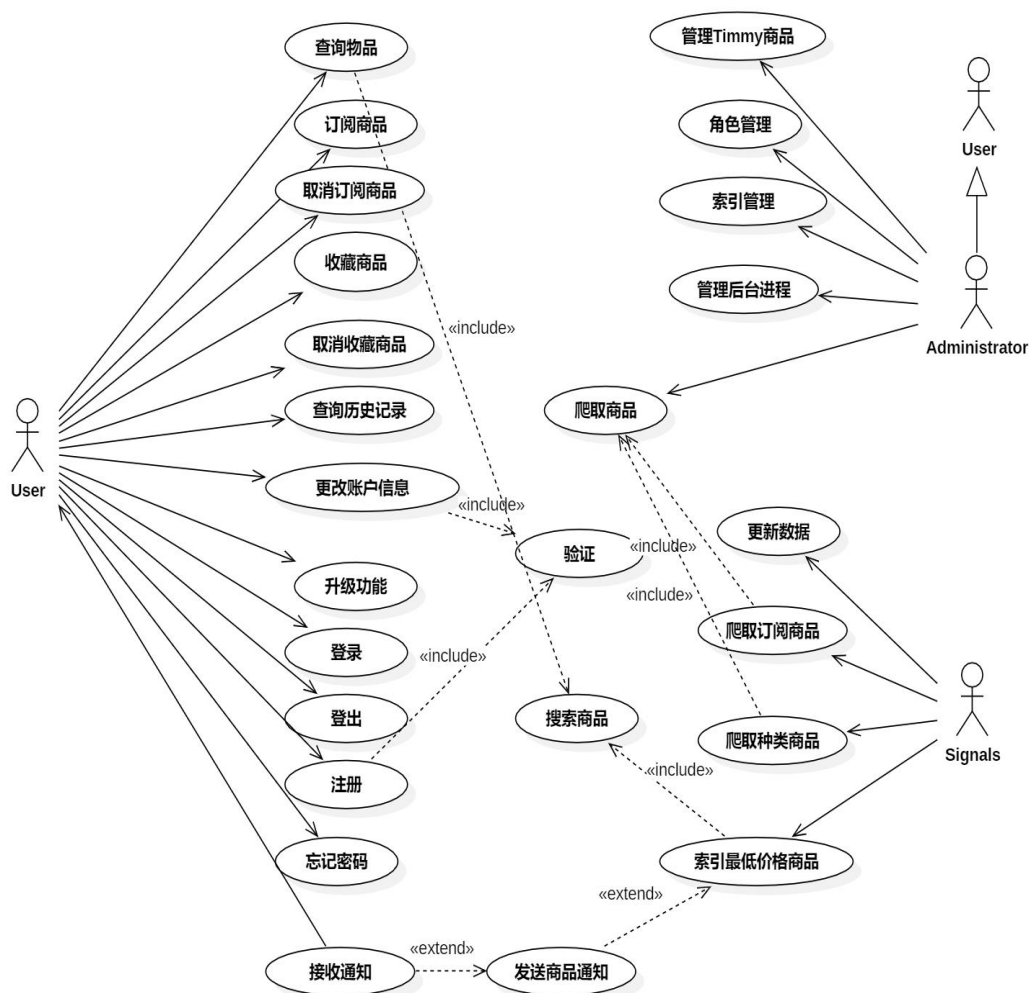 查询物品
订阅商品
取消订阅商品
收藏商品
取消收藏商品
查询历史记录
更改账户信息
升级功能
登录
登出
注册
忘记密码
接收通知
User
«include»
«include»
«include»
验证
搜索商品
«extend»
发送商品通知
«extend»
管理Timmy商品
角色管理
索引管理
管理后台进程
爬取商品
User
Administrator
«include»
«include»
更新数据
爬取订阅商品
爬取种类商品
Signals
«include»
索引最低价格商品